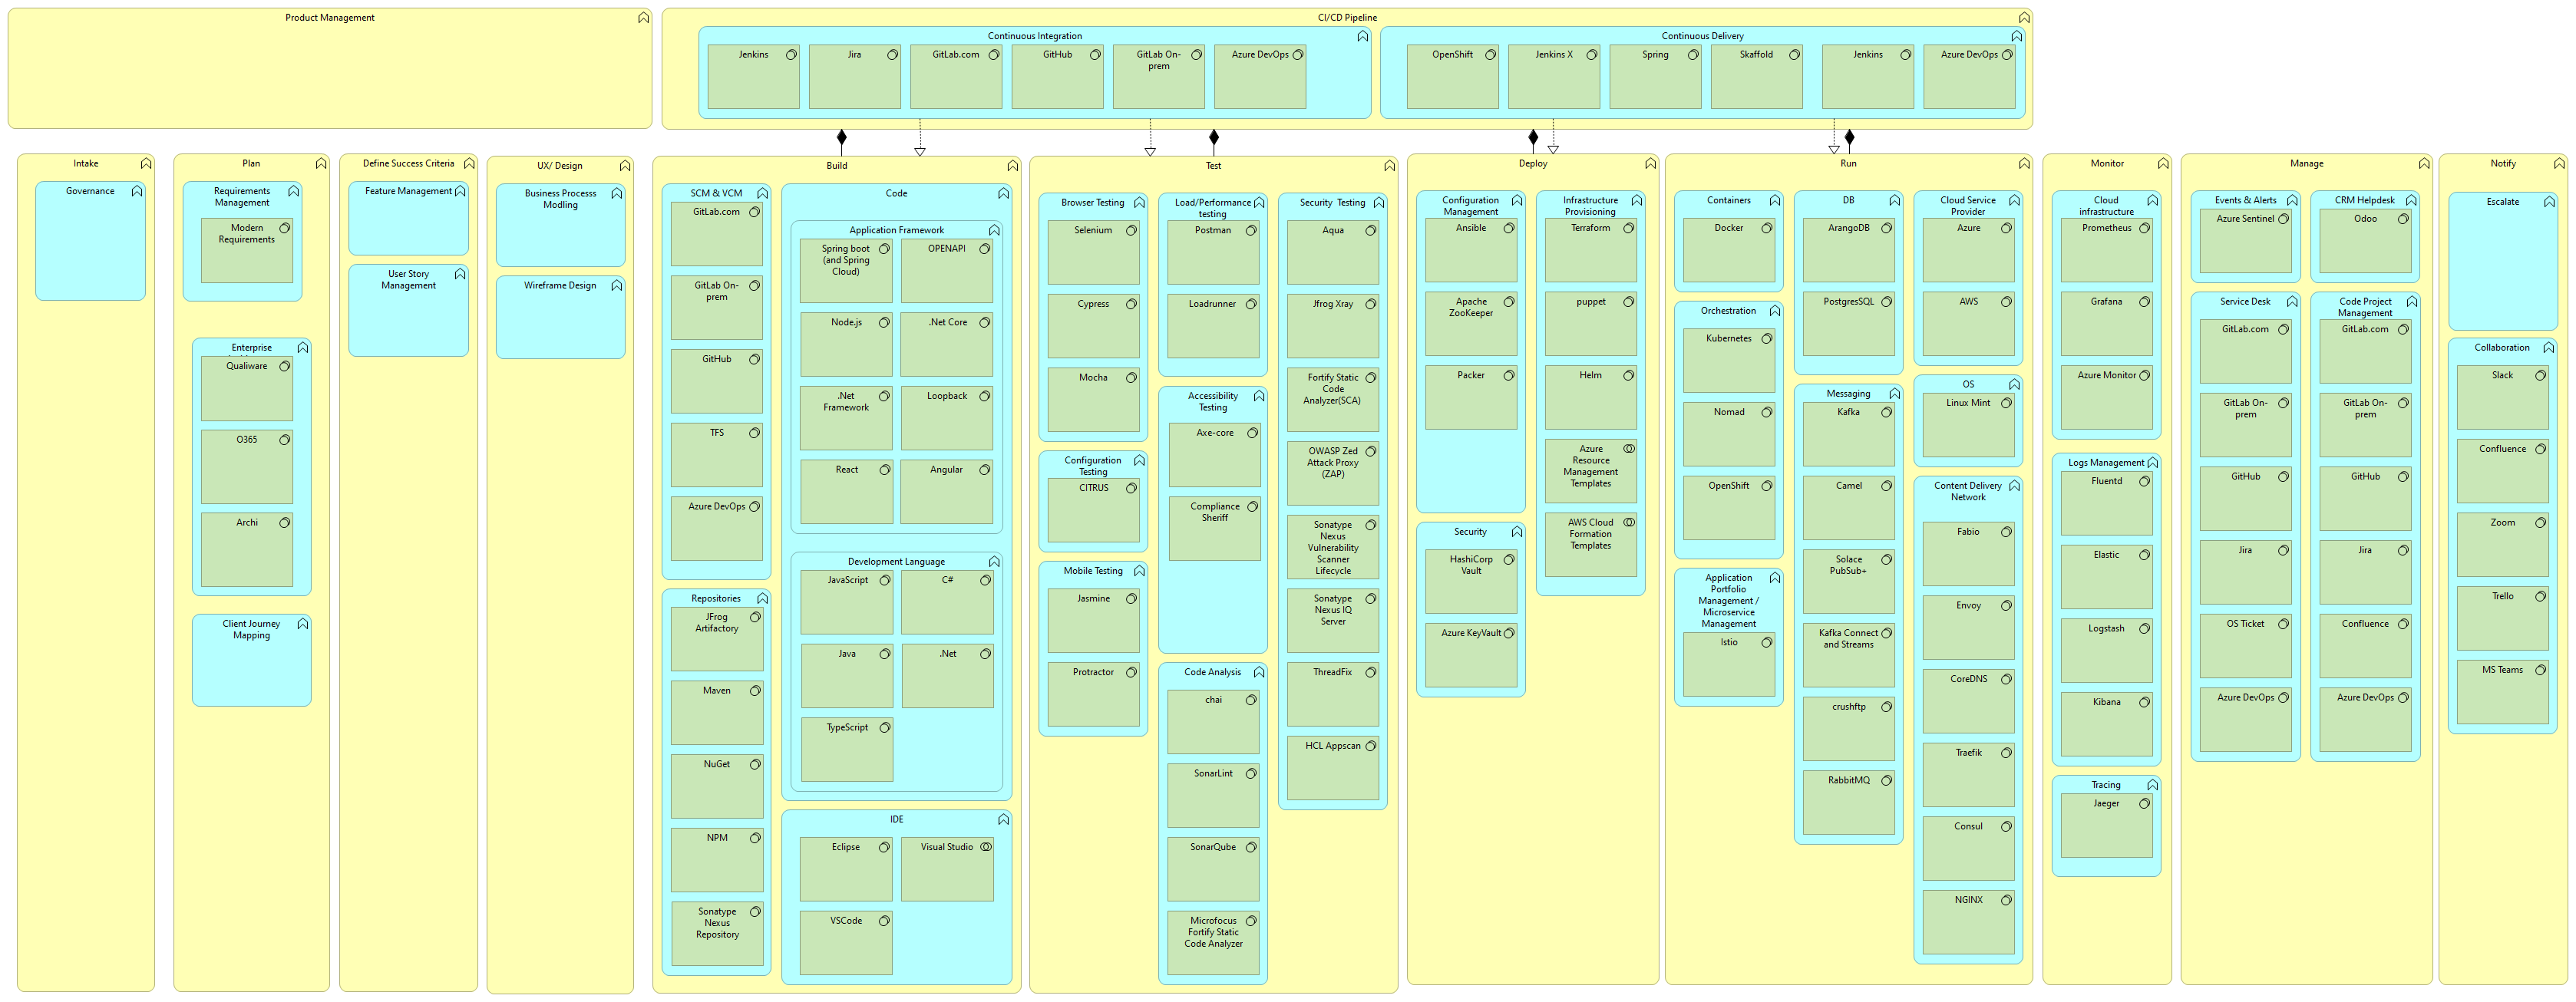 Product Management
CI/CD Pipeline
Continuous Integration
Jenkins
Jira
GitLab.com
GitHub
GitLab On-
prem
Azure DevOps
Continuous Delivery
OpenShift
Jenkins X
Spring
Skaffold
Jenkins
Azure DevOps
Intake
Governance
Plan
Requirements
Management
Modern
Requirements
Enterprise
Qualiware
O365
Archi
Client Journey
Mapping
Define Success Criteria
Feature Management
User Story
Management
UX/ Design
Business Processs
Modling
Wireframe Design
Build
SCM & VCM
GitLab.com
GitLab On-
prem
GitHub
TFS
Azure DevOps
Repositories
JFrog
Artifactory
Maven
NuGet
NPM
Sonatype
Nexus
Repository
Code
Application Framework
Spring boot
(and Spring
Cloud)
OPENAPI
Node.js
.Net Core
.Net
Framework
Loopback
React
Angular
Development Language
JavaScript
C#
Java
.Net
TypeScript
IDE
Eclipse
Visual Studio
VSCode
Test
Browser Testing
Selenium
Cypress
Mocha
Configuration
Testing
CITRUS
Mobile Testing
Jasmine
Protractor
Load/Performance
testing
Postman
Loadrunner
Accessibility
Testing
Axe-core
Compliance
Sheriff
Code Analysis
chai
SonarLint
SonarQube
Microfocus
Fortify Static
Code Analyzer
Security  Testing
Aqua
Jfrog Xray
Fortify Static
Code
Analyzer(SCA)
OWASP Zed
Attack Proxy
(ZAP)
Sonatype
Nexus
Vulnerability
Scanner
Lifecycle
Sonatype
Nexus IQ
Server
ThreadFix
HCL Appscan
Deploy
Configuration
Management
Ansible
Apache
ZooKeeper
Packer
Security
HashiCorp
Vault
Azure KeyVault
Infrastructure
Provisioning
Terraform
puppet
Helm
Azure
Resource
Management
Templates
AWS Cloud
Formation
Templates
Run
Containers
Docker
Orchestration
Kubernetes
Nomad
OpenShift
Application
Portfolio
Management /
Microservice
Management
Istio
DB
ArangoDB
PostgresSQL
Messaging
Kafka
Camel
Solace
PubSub+
Kafka Connect
and Streams
crushftp
RabbitMQ
Cloud Service
Provider
Azure
AWS
OS
Linux Mint
Content Delivery
Network
Fabio
Envoy
CoreDNS
Traefik
Consul
NGINX
Monitor
Cloud
infrastructure
Prometheus
Grafana
Azure Monitor
Logs Management
Fluentd
Elastic
Logstash
Kibana
Tracing
Jaeger
Manage
Events & Alerts
Azure Sentinel
Service Desk
GitLab.com
GitLab On-
prem
GitHub
Jira
OS Ticket
Azure DevOps
CRM Helpdesk
Odoo
Code Project
Management
GitLab.com
GitLab On-
prem
GitHub
Jira
Confluence
Azure DevOps
Notify
Escalate
Collaboration
Slack
Confluence
Zoom
Trello
MS Teams